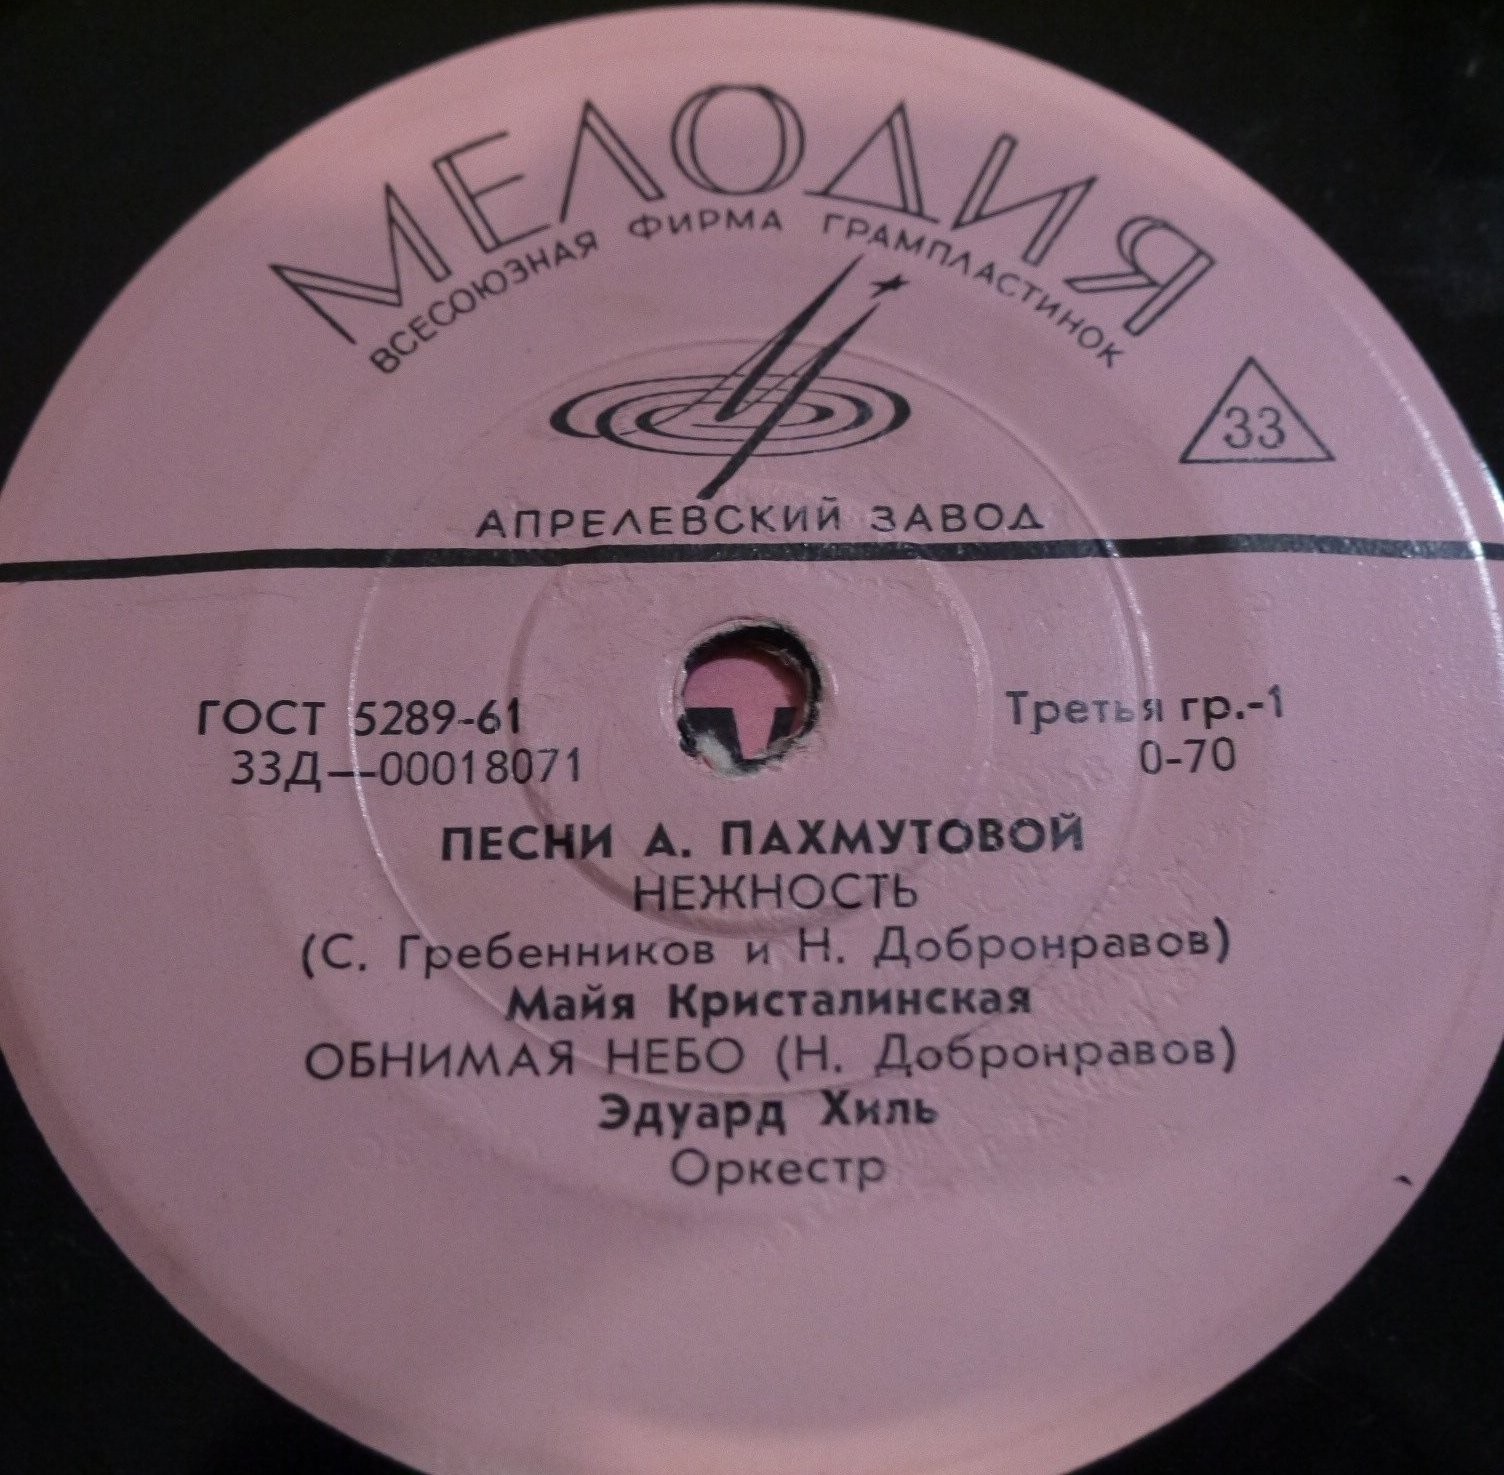 МЕЛОДИЯ
ВСЕСОЮЗНАЯ ФИРМА ГРАМПЛАСТИНОК
33
АПРЕЛЕВСКИЙ ЗАВОД
ГОСТ 5289-61
Третья гр.-1
33Д—00018071
0-70
ПЕСНИ А. ПАХМУТОВОЙ
НЕЖНОСТЬ
(С. Гребенников и Н. Добронравов)
Майя Кристалинская
ОБНИМАЯ НЕБО (Н. Добронравов)
Эдуард Хиль
Оркестр